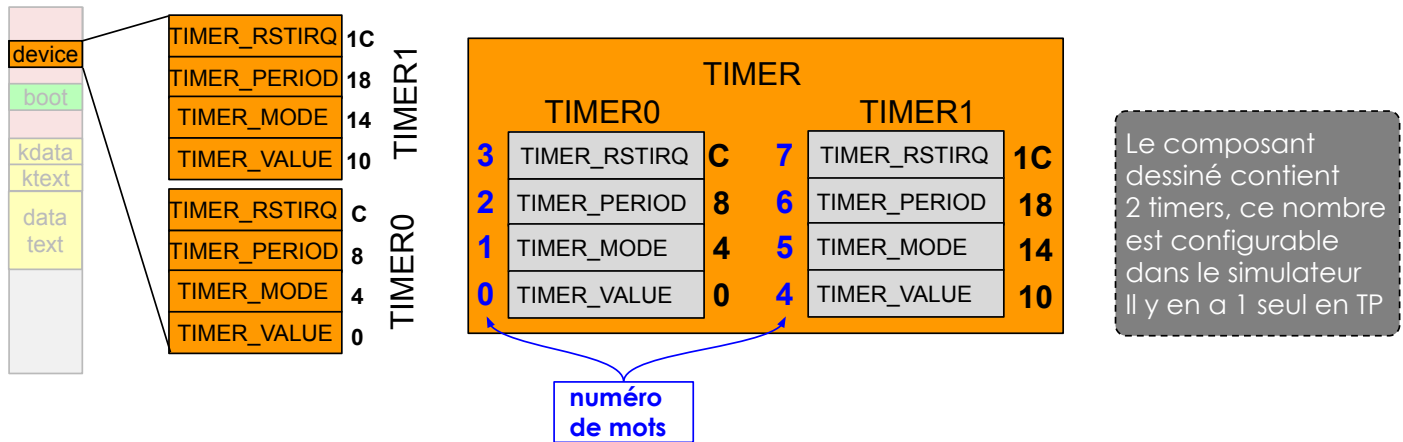 device
boot
kdata
ktext
data
text
TIMER_RSTIRQ 1C
TIMER_PERIOD 18
TIMER_MODE 14
TIMER_VALUE 10
TIMER1
TIMER_RSTIRQ C
TIMER_PERIOD 8
TIMER_MODE 4
TIMER_VALUE 0
TIMER0
TIMER
TIMER0
3 TIMER_RSTIRQ C
2 TIMER_PERIOD 8
1 TIMER_MODE 4
0 TIMER_VALUE 0
TIMER1
7 TIMER_RSTIRQ 1C
6 TIMER_PERIOD 18
5 TIMER_MODE 14
4 TIMER_VALUE 10
numéro
de mots
Le composant
dessiné contient
2 timers, ce nombre
est configurable
dans le simulateur
Il y en a 1 seul en TP